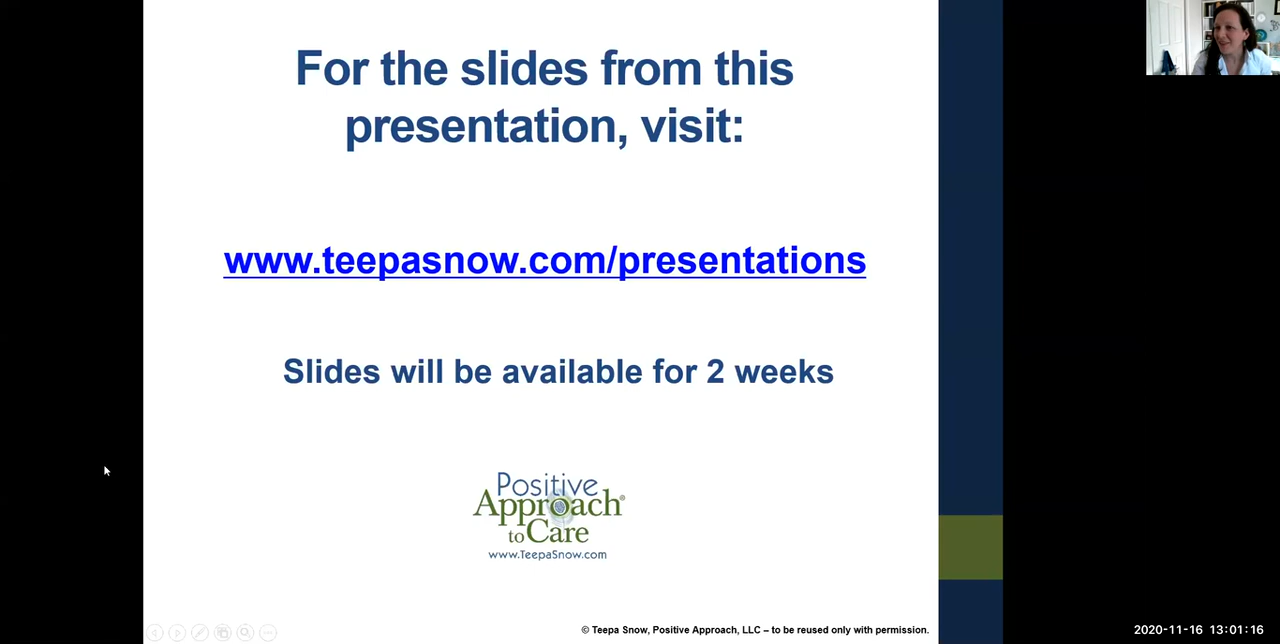 For the slides from this
presentation, visit:
www.teepasnow.com/presentations
Slides will be available for 2 weeks
Positive
Approach®
to Care
www.TeepaSnow.com
© Teepa Snow, Positive Approach, LLC – to be reused only with permission.
2020-11-16 13:01:16